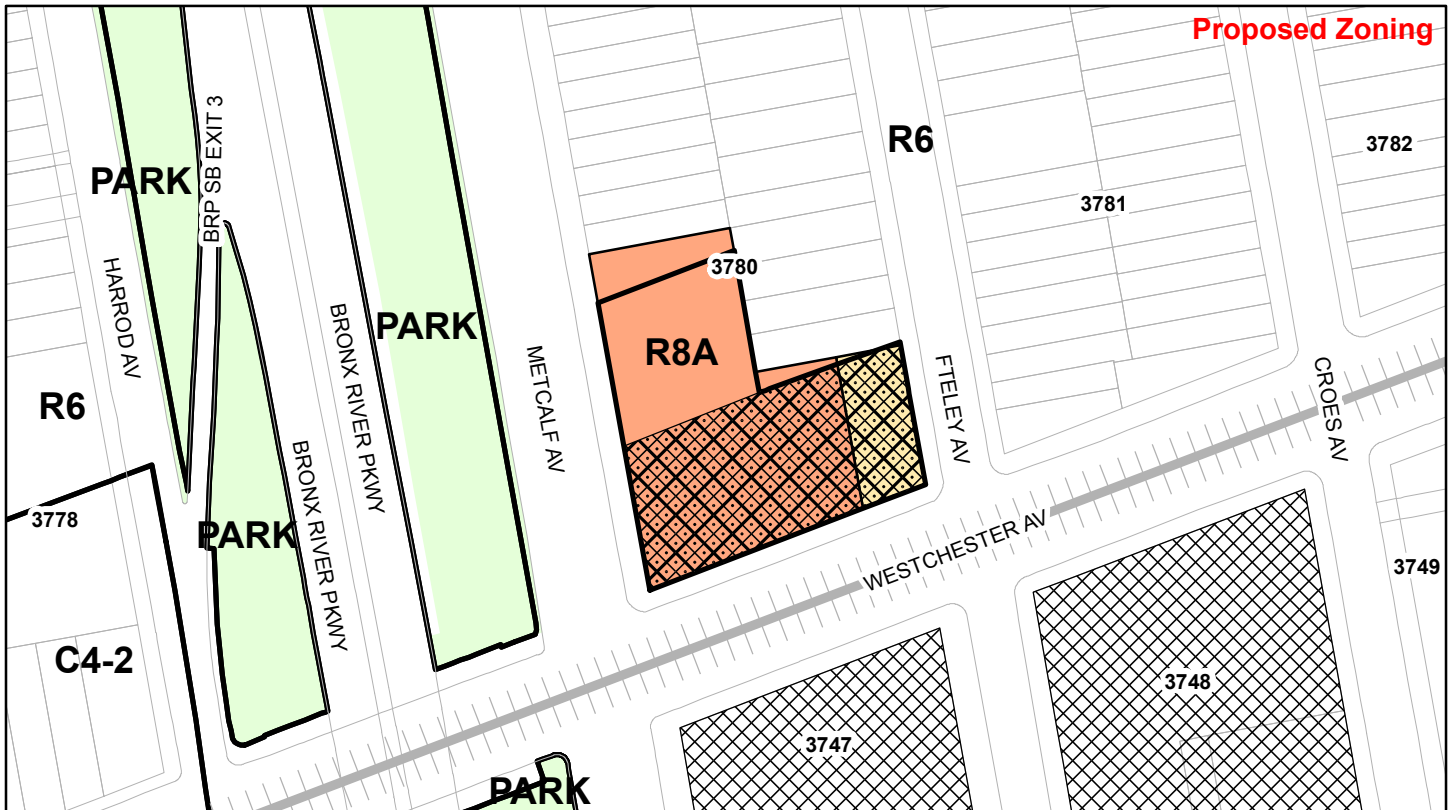 Proposed Zoning
R6
3782
BRP SB EXIT 3
PARK
3781
HARROD AV
3780
BRONX RIVER PKWY
PARK
METCALF AV
R8A
FTELEY AV
CROES AV
R6
BRONX RIVER PKWY
3778
PARK
WESTCHESTER AV
3749
C4-2
3748
3747
PARK